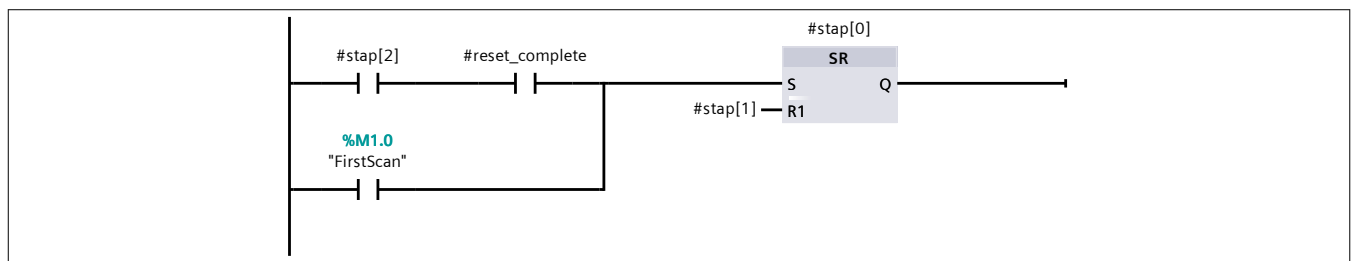 #stap[0]
#stap[2]
#reset_complete
SR
S
Q
#stap[1]
R1
%M1.0
"FirstScan"